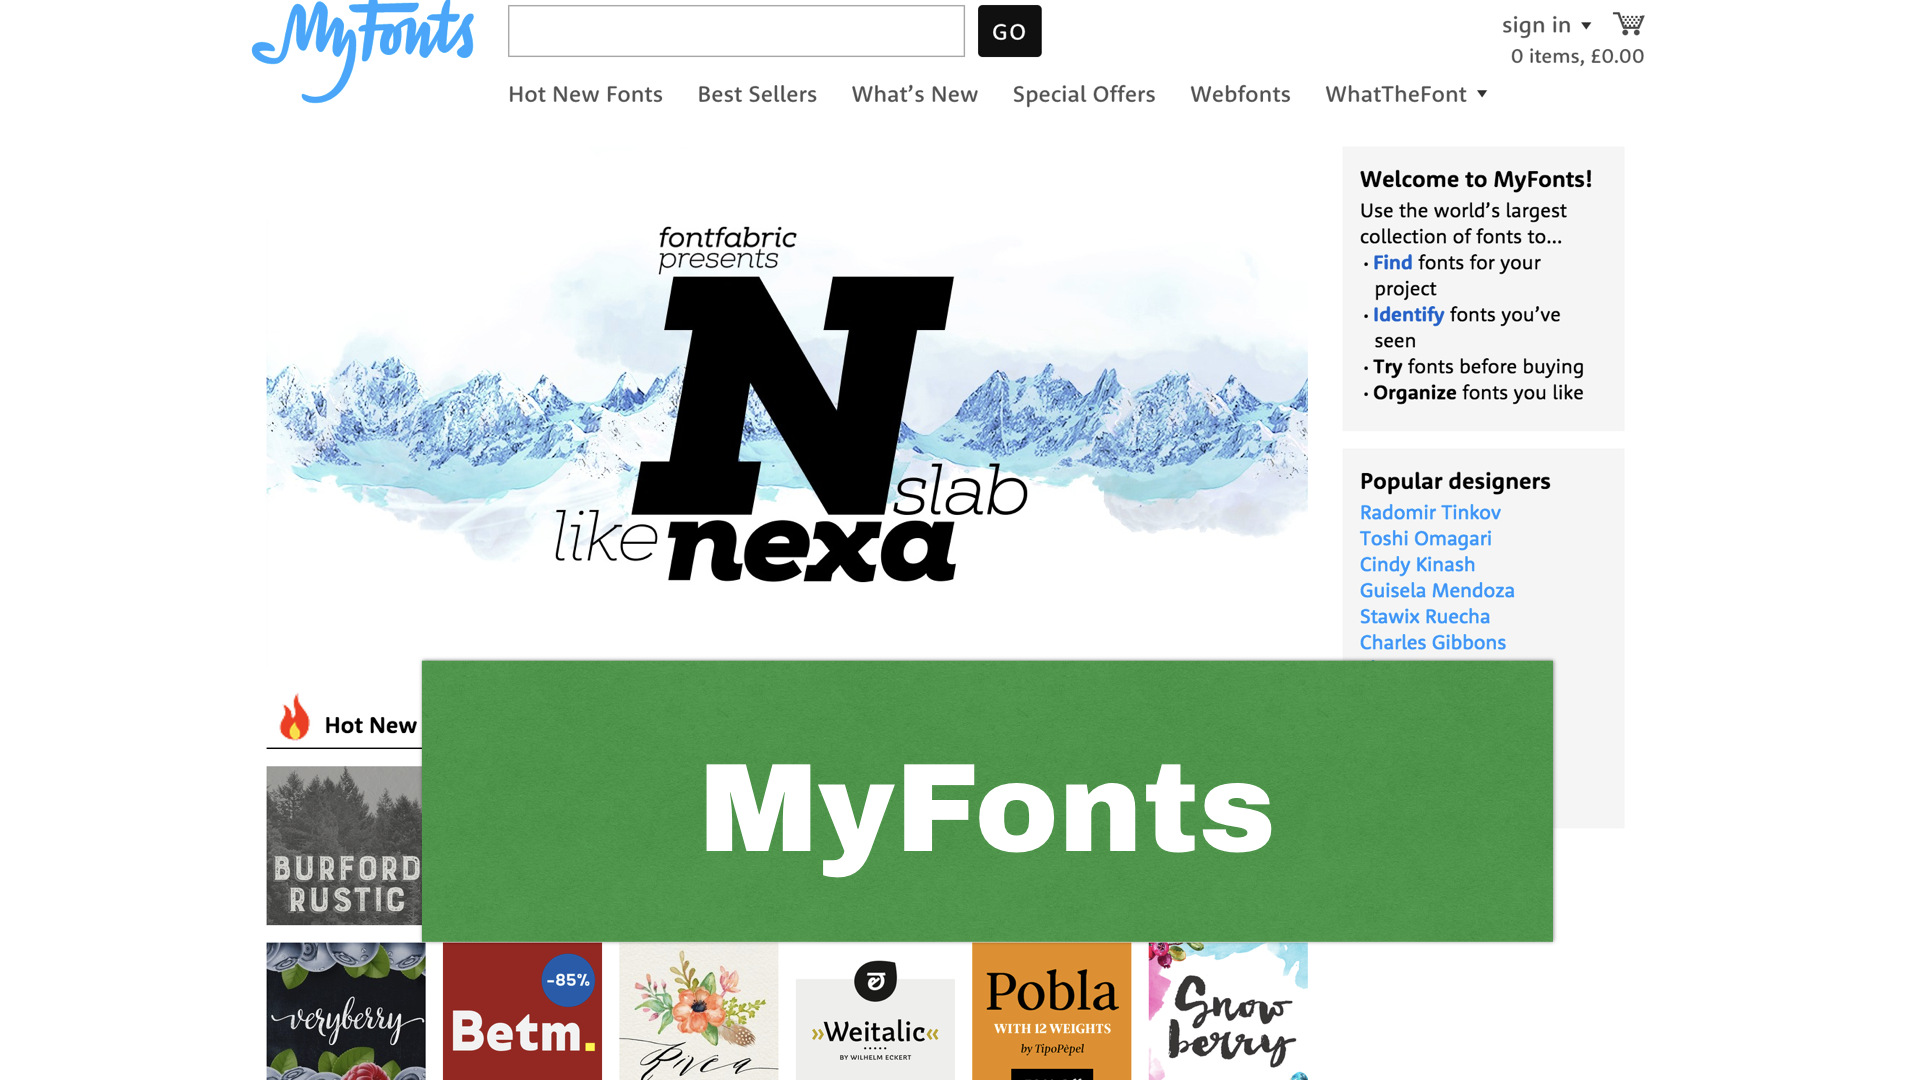 MyFonts
GO
sign in
0 items, £0.00
Hot New Fonts
Best Sellers
What's New
Special Offers
Webfonts
WhatTheFont
fontfabric
presents
N
slab
like nexa
Welcome to MyFonts!
Use the world's largest
collection of fonts to...
· Find fonts for your
project
· Identify fonts you've
seen
· Try fonts before buying
· Organize fonts you like
Popular designers
Radomir Tinkov
Toshi Omagari
Cindy Kinash
Guisela Mendoza
Stawix Ruecha
Charles Gibbons
Hot New
MyFonts
BURFORD
RUSTIC
veryberry
-85%
Betm.
Rivea
»Weitalic«
BY WILHELM ECKERT
Pobla
WITH 12 WEIGHTS
by TipoPèpel
Snow
berry